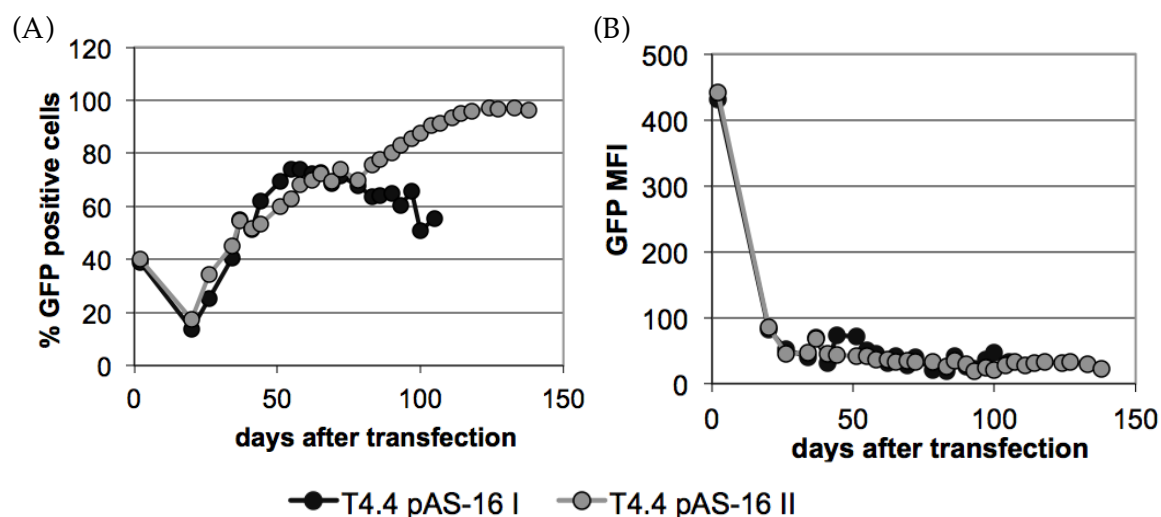 (A)
120
100
80
60
40
20
0
% GFP positive cells
0 50 100 150
days after transfection
(B)
500
400
300
200
100
0
GFP MFI
0 50 100 150
days after transfection
T4.4 pAS-16 I T4.4 pAS-16 II